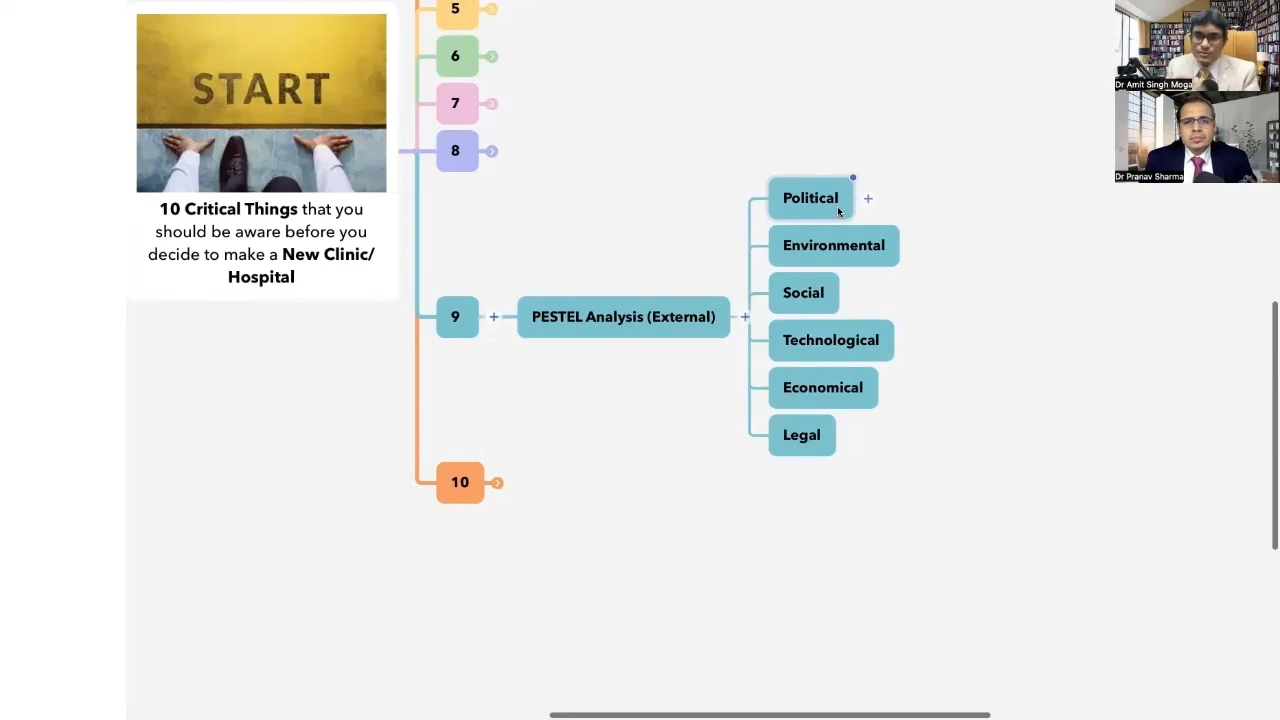 START
10 Critical Things that you
should be aware before you
decide to make a New Clinic/
Hospital
5
6
7
8
9
PESTEL Analysis (External)
Political
Environmental
Social
Technological
Economical
Legal
10
Dr Amit Singh Moga
Dr Pranav Sharma